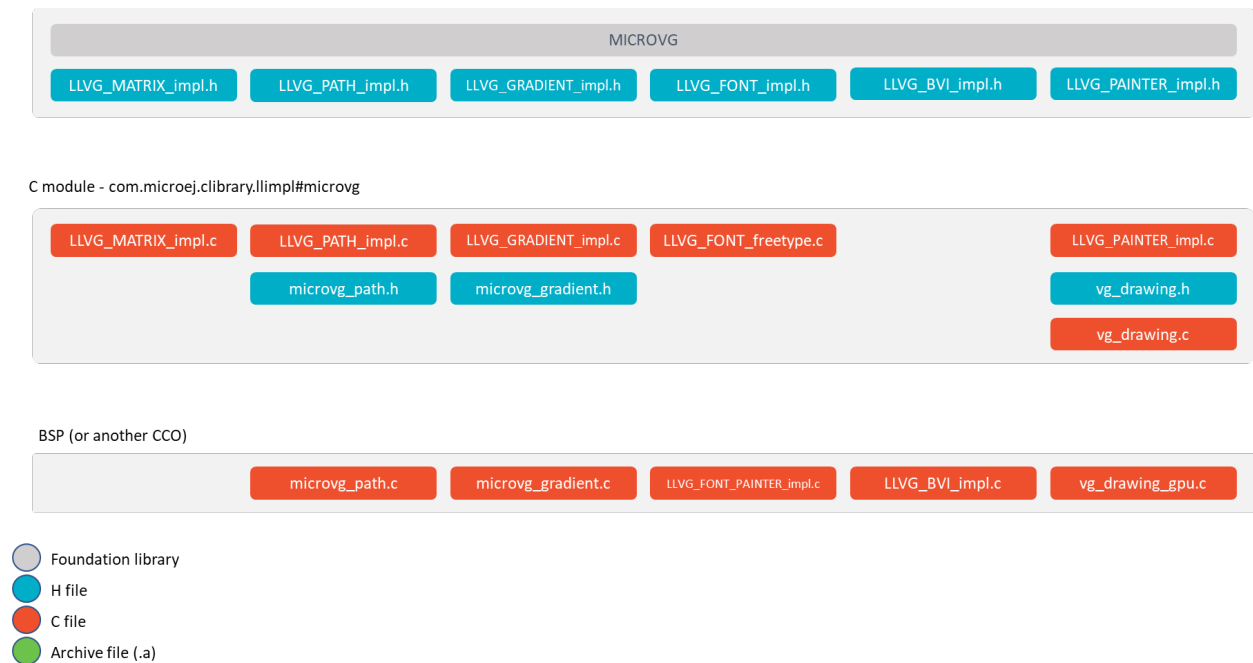 MICROVG
LLVG_MATRIX_impl.h LLVG_PATH_impl.h LLVG_GRADIENT_impl.h LLVG_FONT_impl.h LLVG_BVI_impl.h LLVG_PAINTER_impl.h
C module - com.microej.clibrary.llimpl#microvg
LLVG_MATRIX_impl.c LLVG_PATH_impl.c LLVG_GRADIENT_impl.c LLVG_FONT_freetype.c LLVG_PAINTER_impl.c
microvg_path.h microvg_gradient.h vg_drawing.h
vg_drawing.c
BSP (or another CCO)
microvg_path.c microvg_gradient.c LLVG_FONT_PAINTER_impl.c LLVG_BVI_impl.c vg_drawing_gpu.c
Foundation library
H file
C file
Archive file (.a)